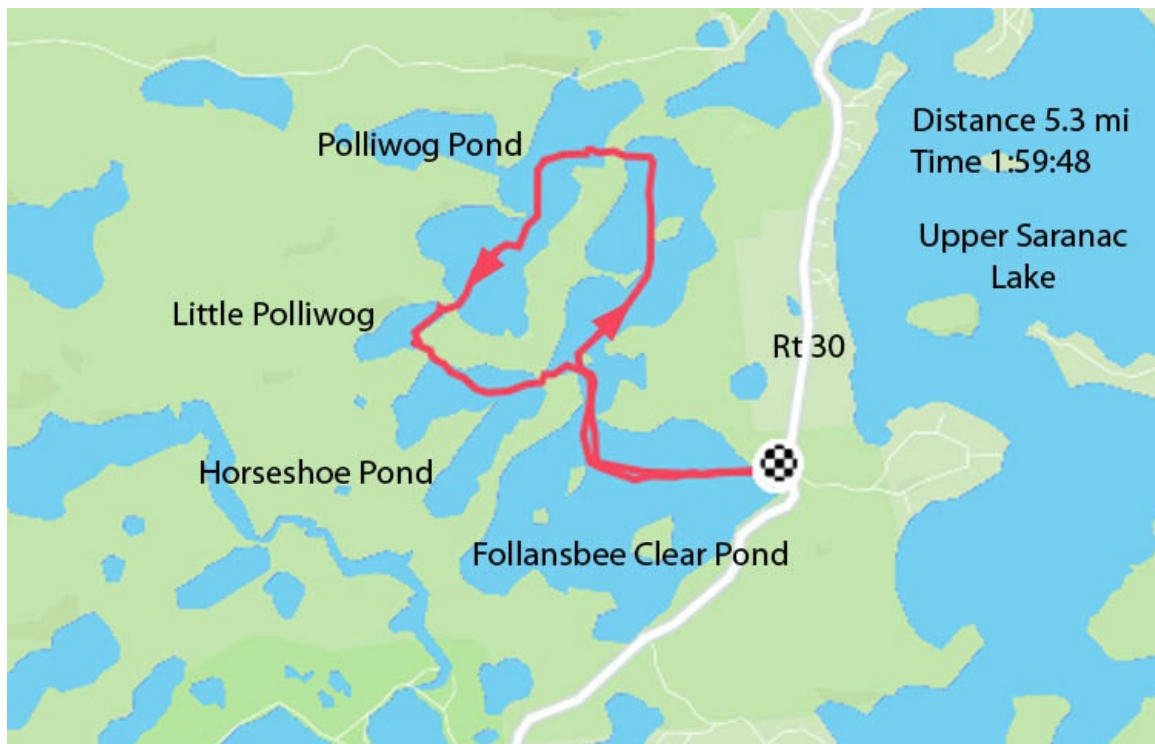 Distance 5.3 mi
Time 1:59:48
Polliwog Pond
Upper Saranac
Lake
Little Polliwog
Rt 30
Horseshoe Pond
Follansbee Clear Pond